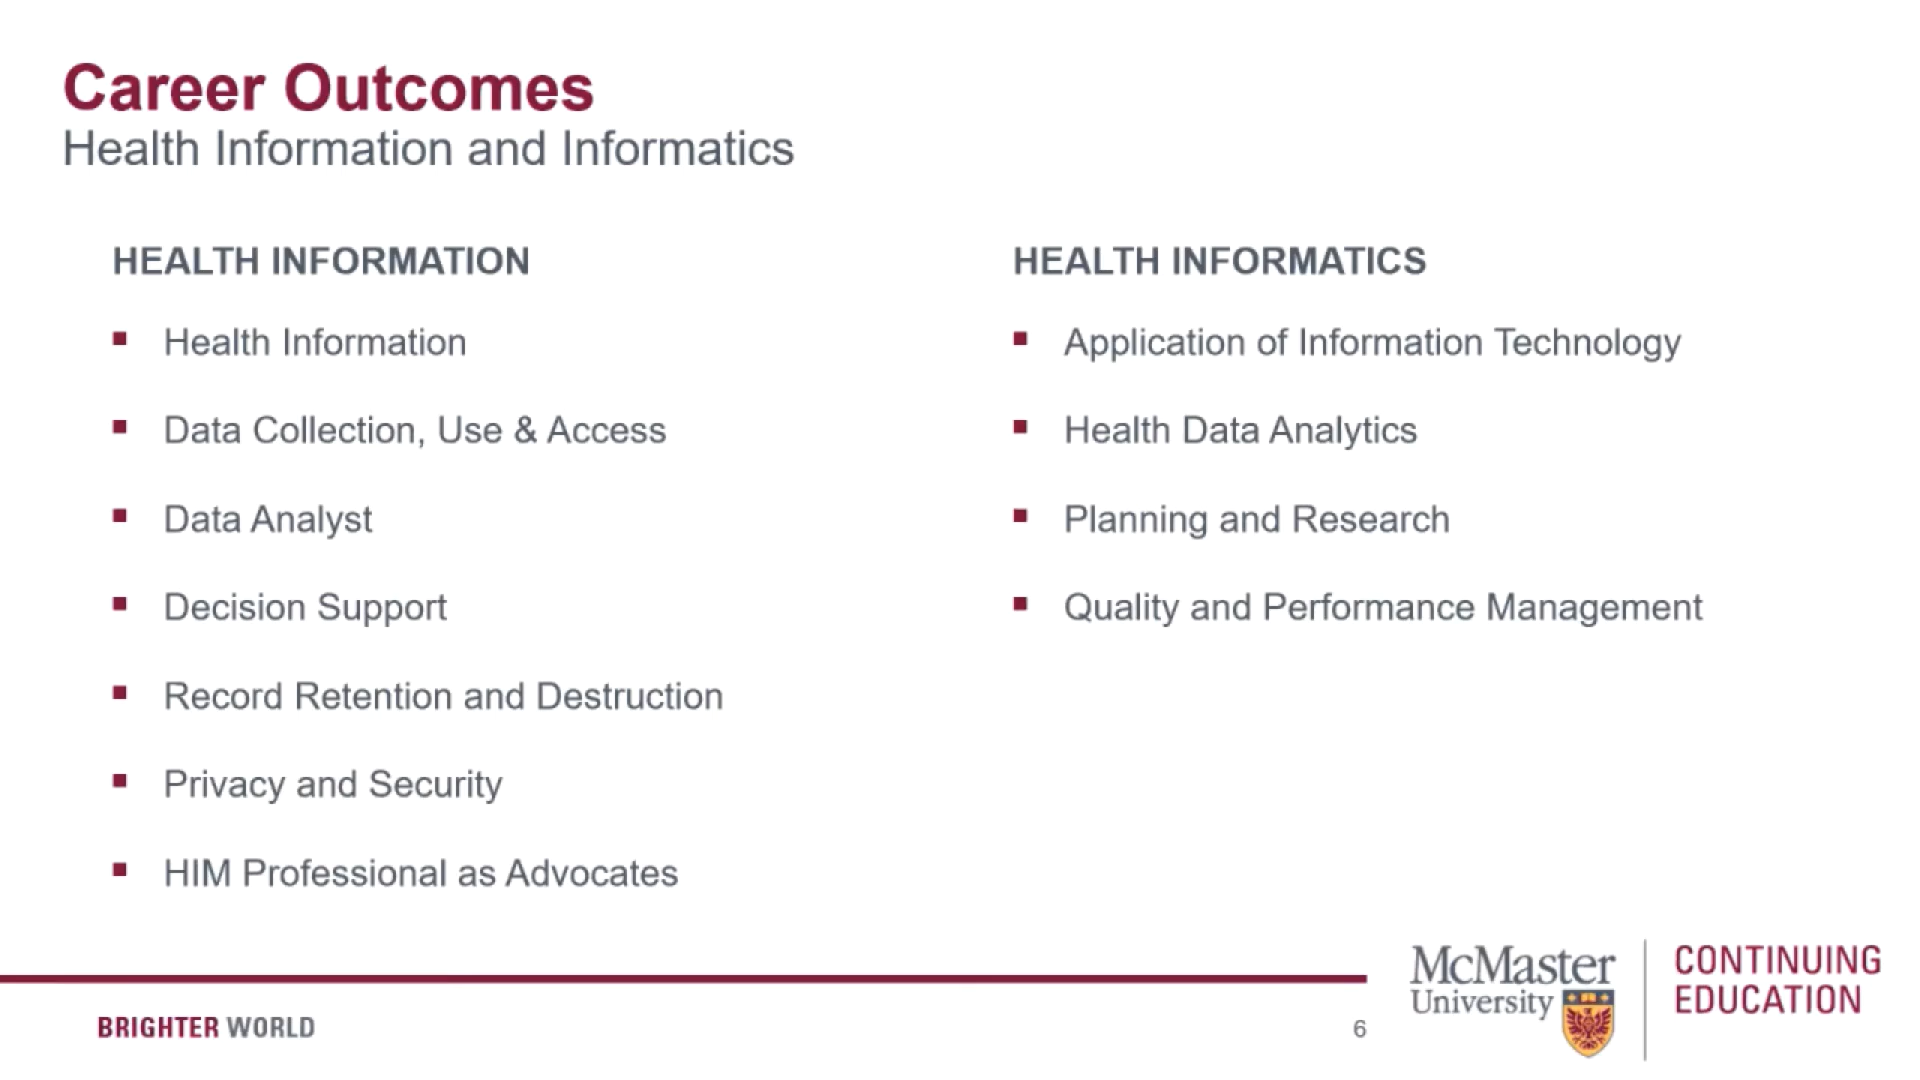 Career Outcomes
Health Information and Informatics
HEALTH INFORMATION
Health Information
Data Collection, Use & Access
Data Analyst
Decision Support
Record Retention and Destruction
Privacy and Security
HIM Professional as Advocates
HEALTH INFORMATICS
Application of Information Technology
Health Data Analytics
Planning and Research
Quality and Performance Management
BRIGHTER WORLD
6
McMaster
University
CONTINUING
EDUCATION